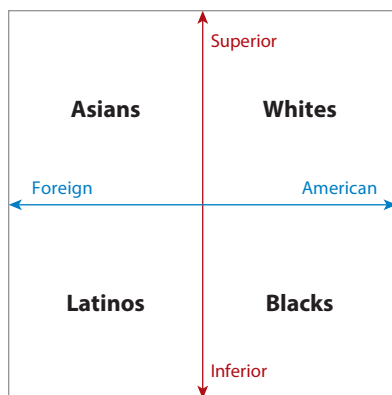 Superior
Asians Whites
Foreign American
Latinos Blacks
Inferior